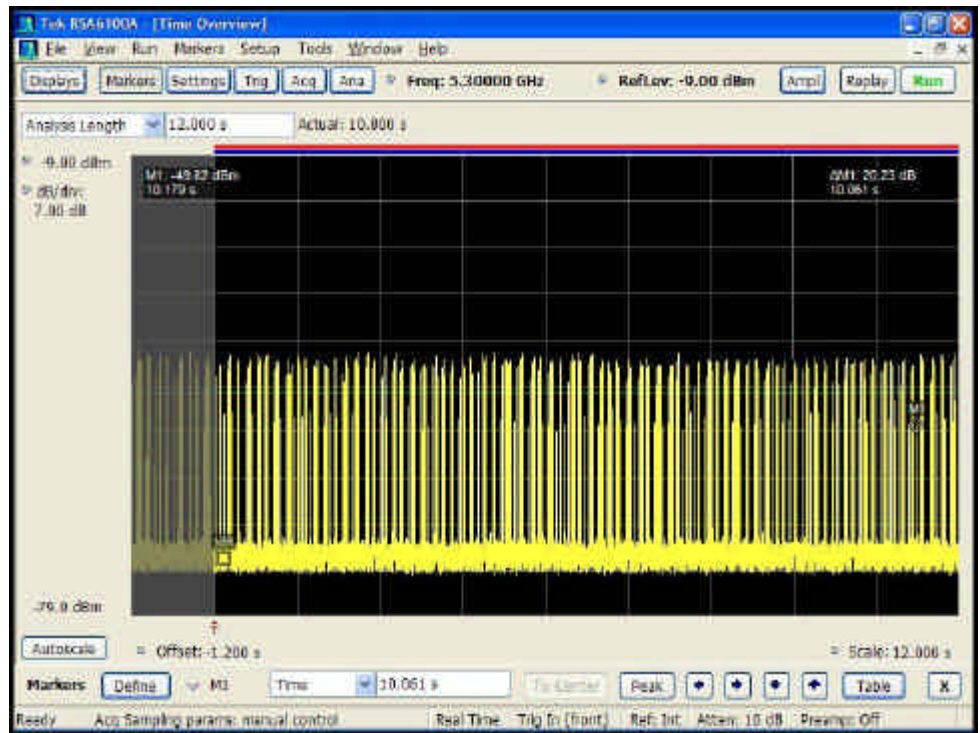 Tek RSA6100A - [Time Overview]
File View Run Markers Setup Tools Window Help
Displays Markers Settings Trig Acq Ana Freq: 5.30000 GHz RefLev: -9.00 dBm Ampl Replay Run
Analysis Length 12.000 s Actual: 10.800 s
-9.00 dBm
dB/div:
7.00 dB
M1: -49.82 dBm
10.179 s
ΔM1: 20.23 dB
10.061 s
M1
-79.0 dBm
Autoscale Offset: -1.200 s Scale: 12.000 s
Markers Define M1 Time 10.061 s To Center Peak Table X
Ready Acq Sampling params: manual control Real Time Trig In (front) Ref: Int Atten: 10 dB Preamp: Off